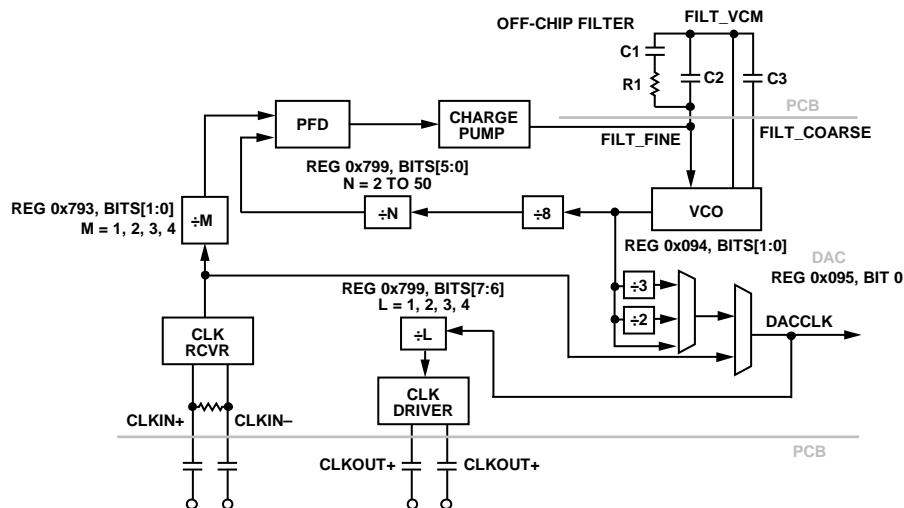 OFF-CHIP FILTER
FILT_VCM
C1
R1
C2
C3
PCB
PFD
CHARGE
PUMP
FILT_FINE
FILT_COARSE
REG 0x799, BITS[5:0]
N = 2 TO 50
REG 0x793, BITS[1:0]
M = 1, 2, 3, 4
÷M
÷N
÷8
VCO
REG 0x094, BITS[1:0]
DAC
REG 0x095, BIT 0
REG 0x799, BITS[7:6]
L = 1, 2, 3, 4
÷3
÷2
÷L
DACCLK
CLK
RCVR
CLK
DRIVER
CLKIN+
CLKIN–
PCB
CLKOUT+
CLKOUT+